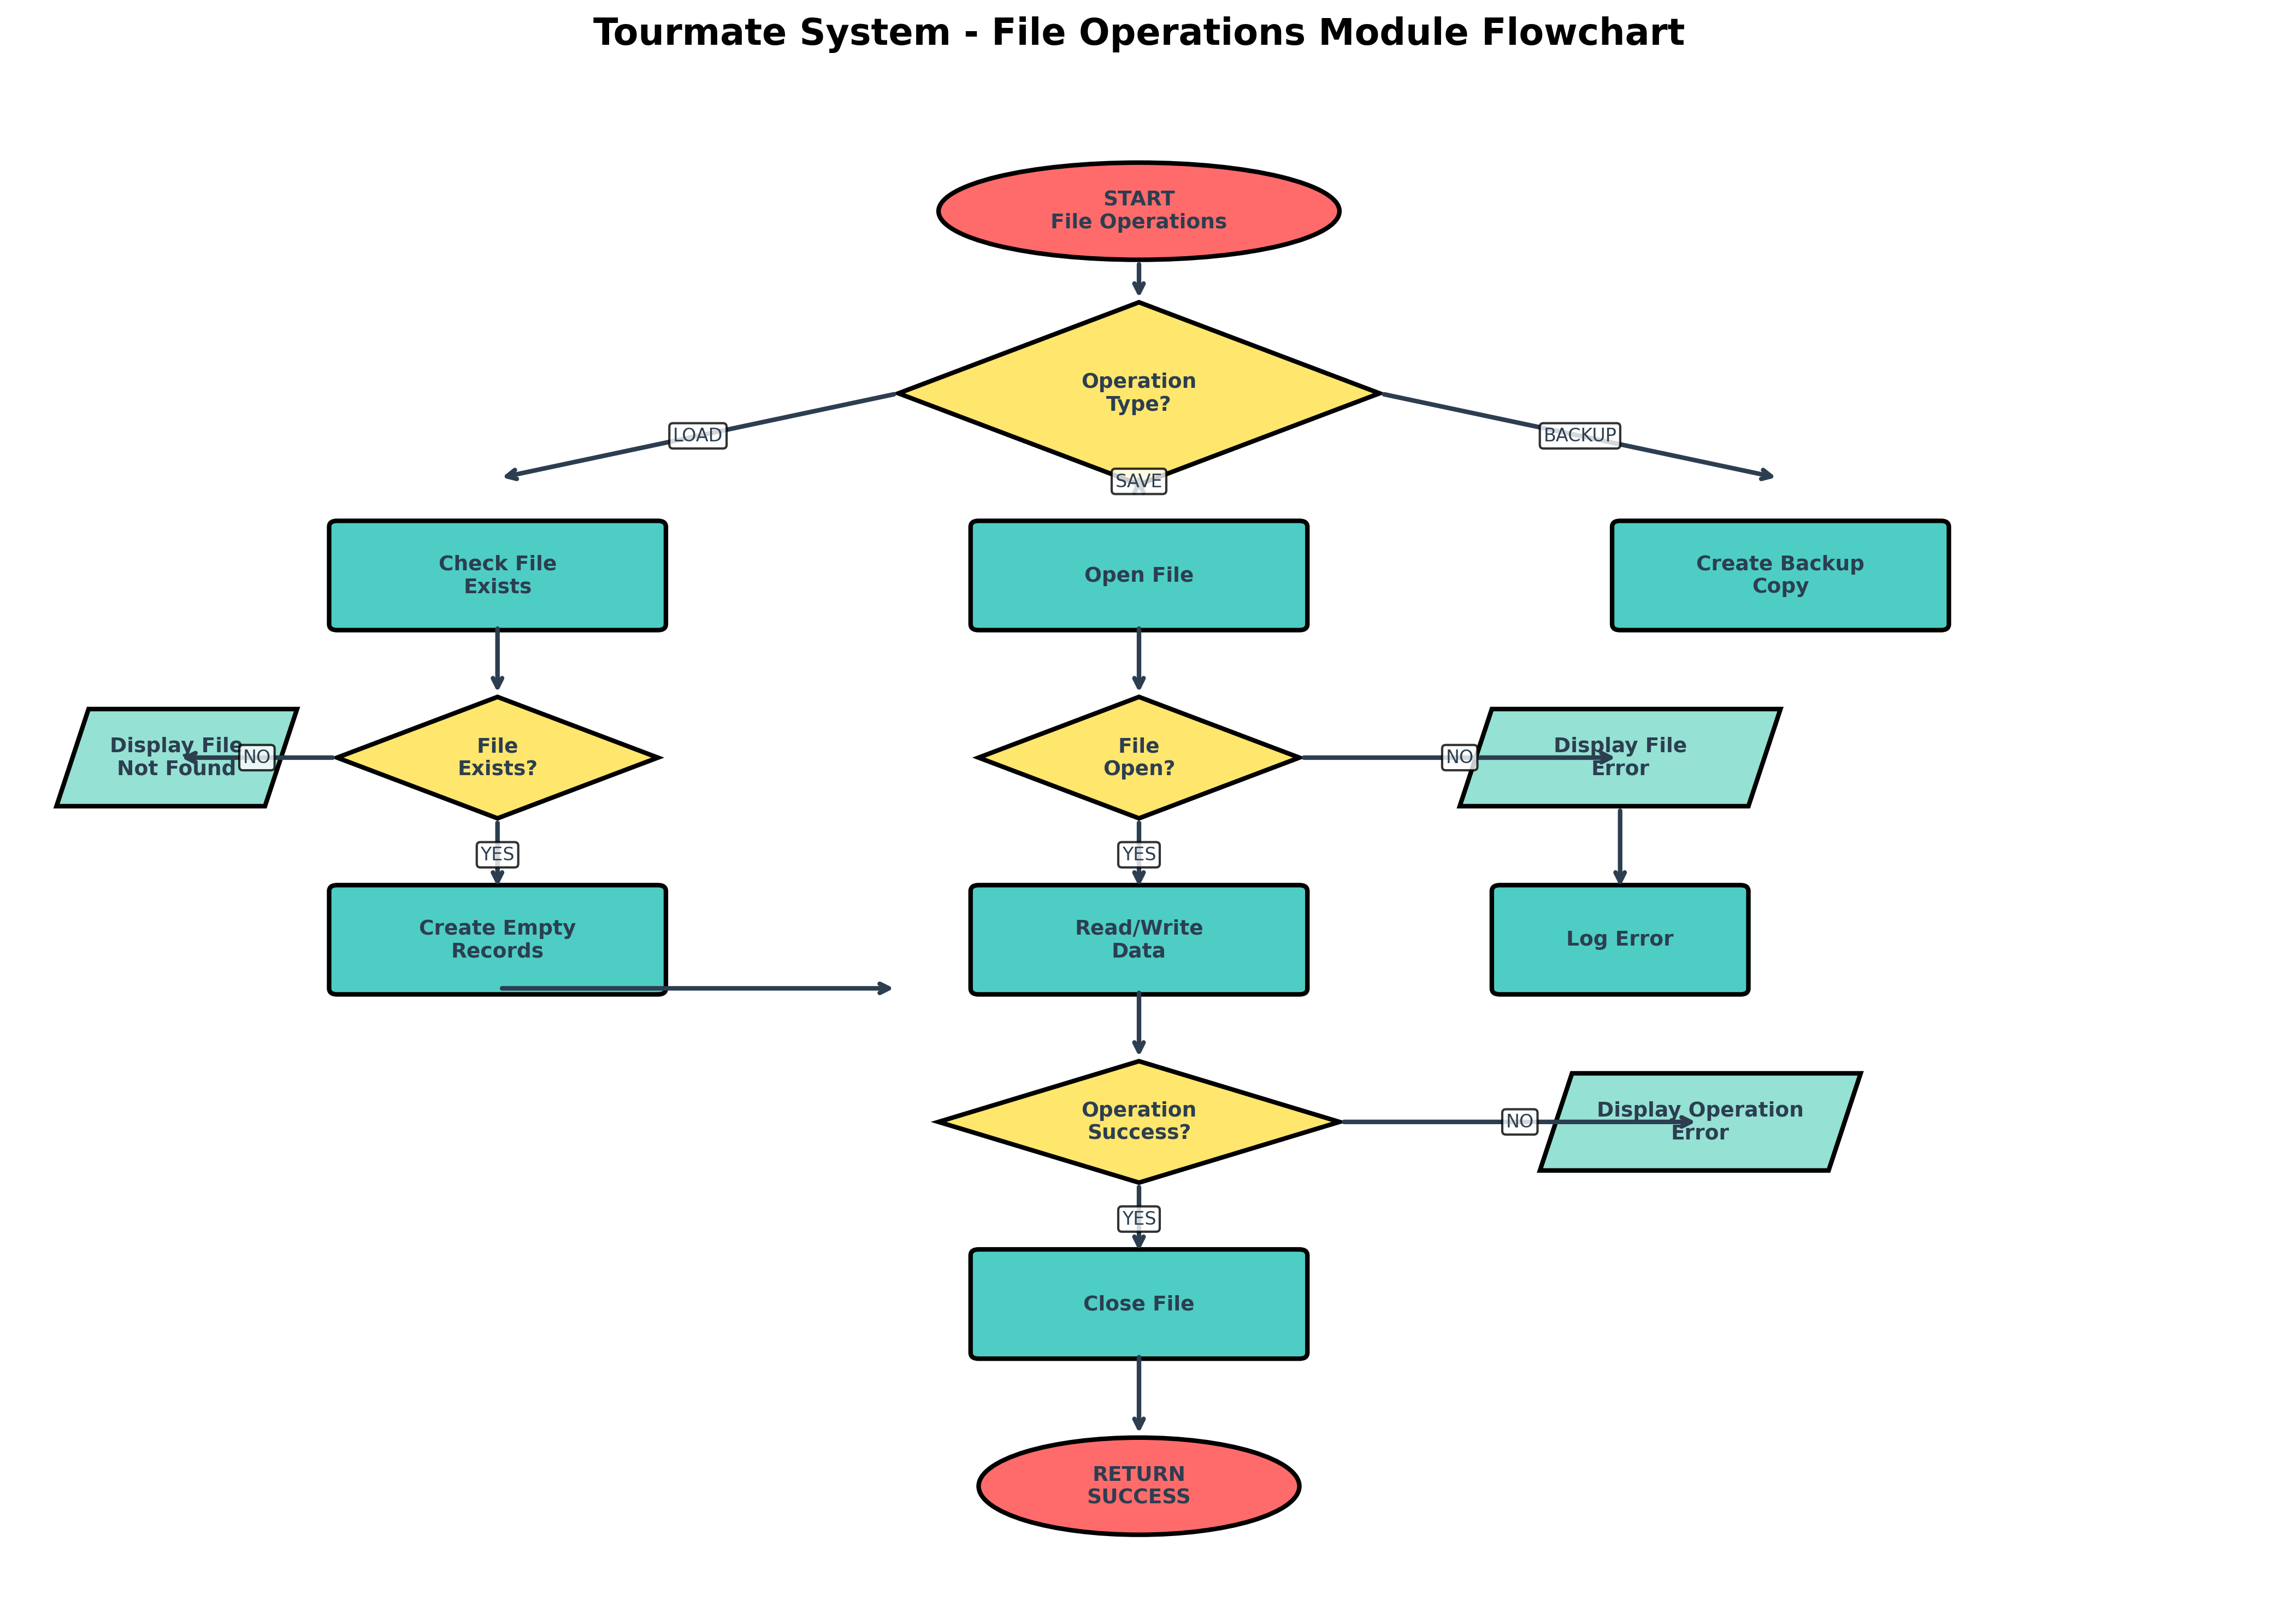 Tourmate System - File Operations Module Flowchart
START
File Operations
Operation
Type?
LOAD
BACKUP
SAVE
Check File
Exists
Open File
Create Backup
Copy
Display File
Not Found
NO
File
Exists?
File
Open?
NO
Display File
Error
YES
YES
Create Empty
Records
Read/Write
Data
Log Error
Operation
Success?
NO
Display Operation
Error
YES
Close File
RETURN
SUCCESS